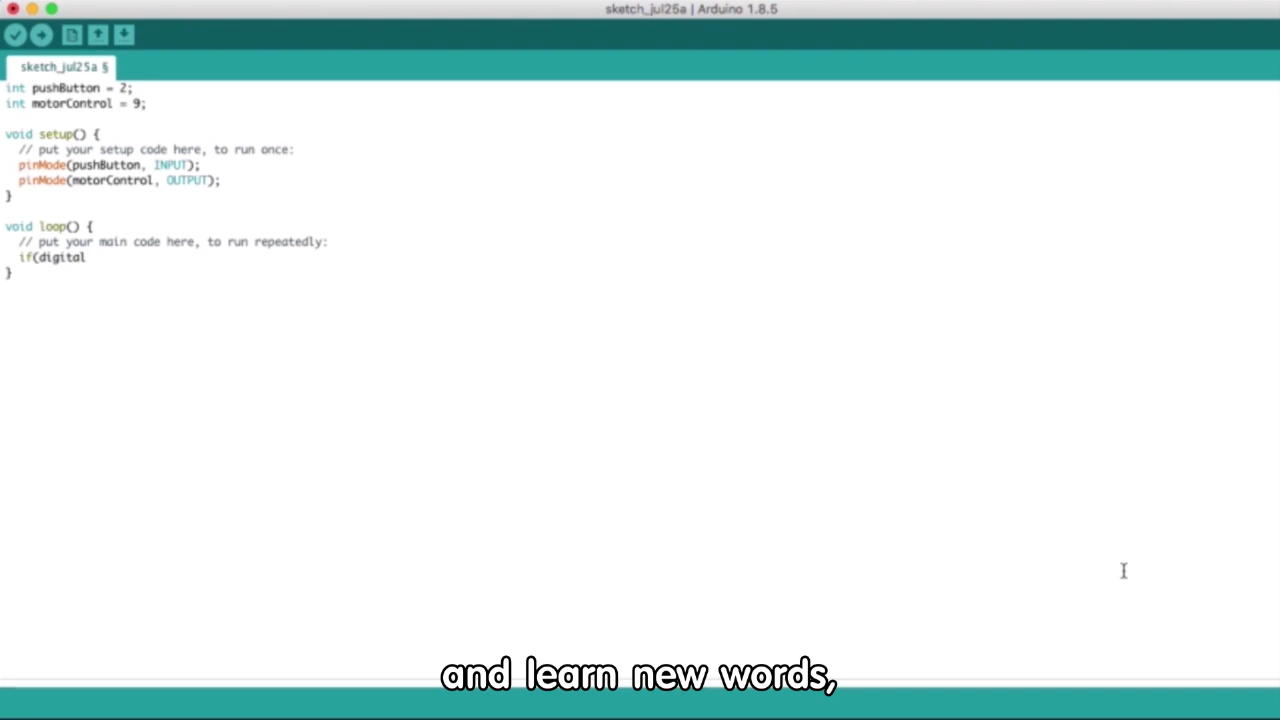 sketch_jul25a | Arduino 1.8.5
sketch_jul25a §
int pushButton = 2;
int motorControl = 9;
void setup() {
// put your setup code here, to run once:
pinMode(pushButton, INPUT);
pinMode(motorControl, OUTPUT);
}
void loop() {
// put your main code here, to run repeatedly:
if(digital
}
and learn new words,